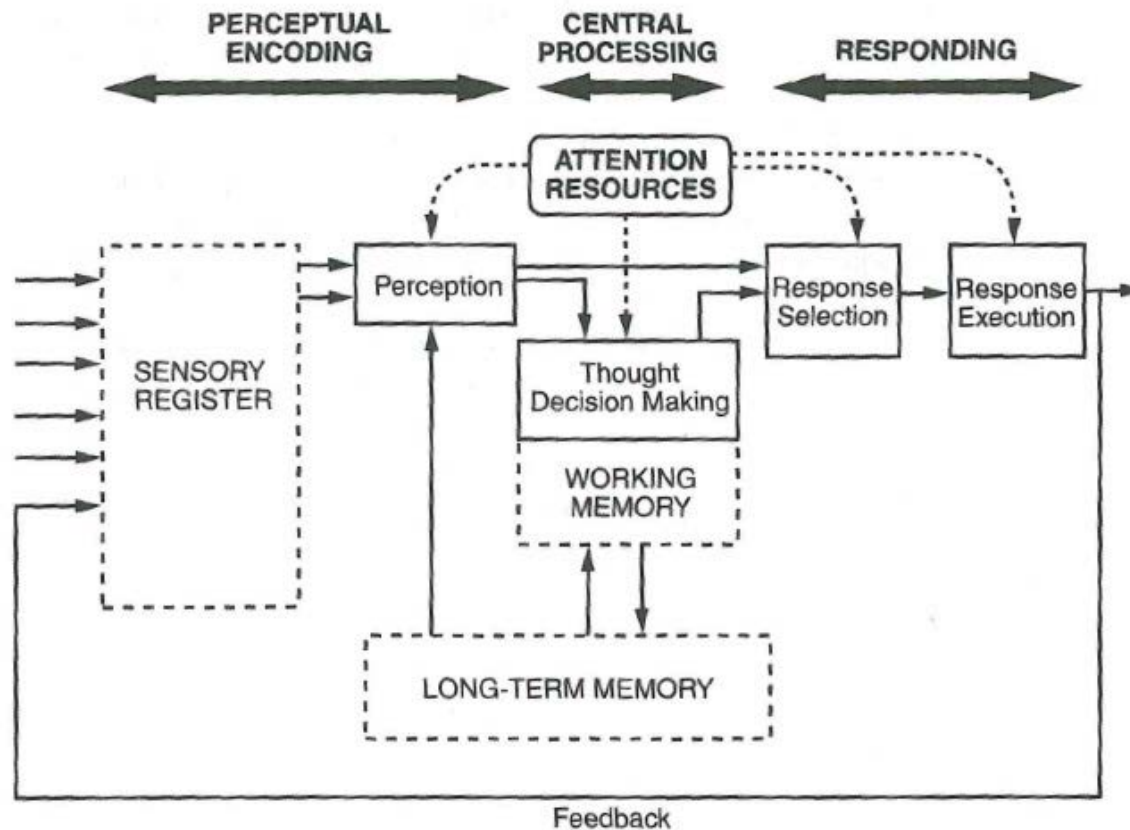 PERCEPTUAL
ENCODING
CENTRAL
PROCESSING
RESPONDING
ATTENTION
RESOURCES
SENSORY
REGISTER
Perception
Thought
Decision Making
WORKING
MEMORY
Response
Selection
Response
Execution
LONG-TERM MEMORY
Feedback